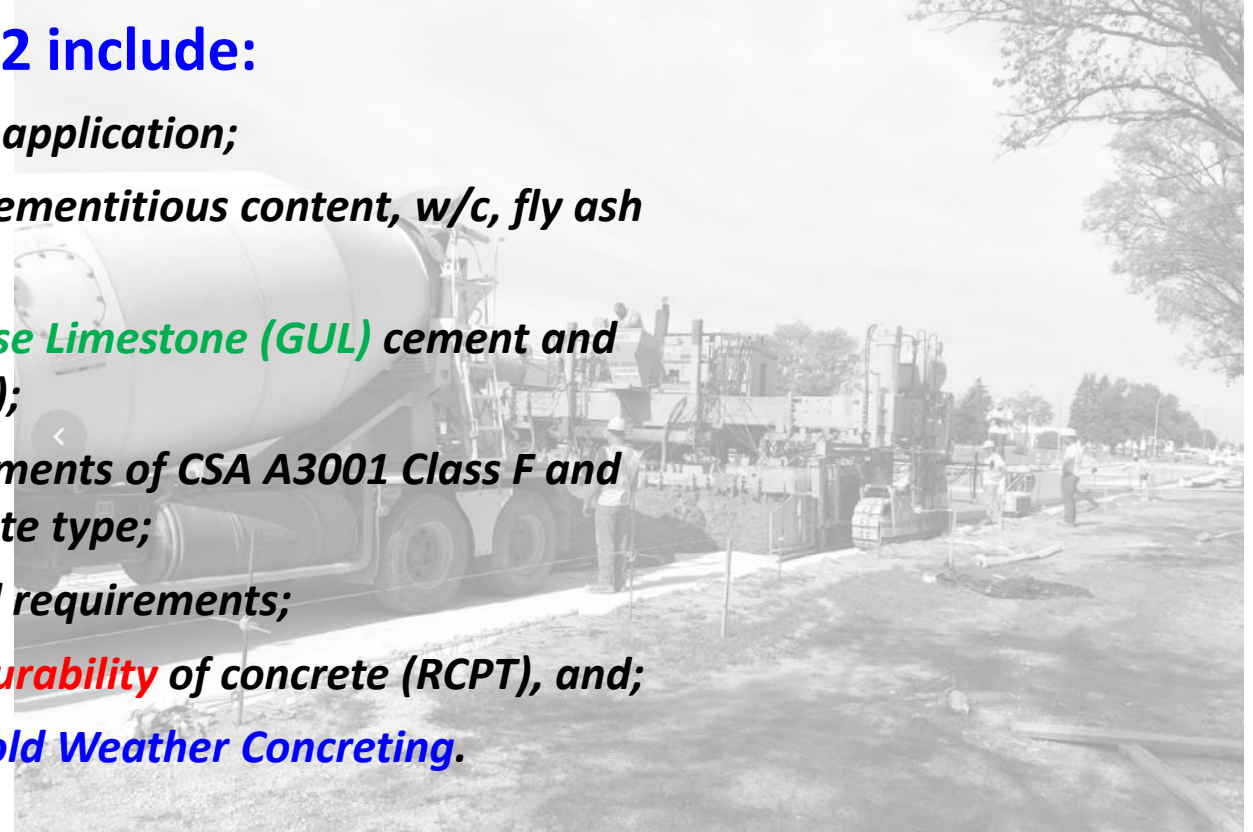 2 include:
application;
ementitious content, w/c, fly ash
se Limestone (GUL) cement and
);
ments of CSA A3001 Class F and
te type;
requirements;
urability of concrete (RCPT), and;
old Weather Concreting.